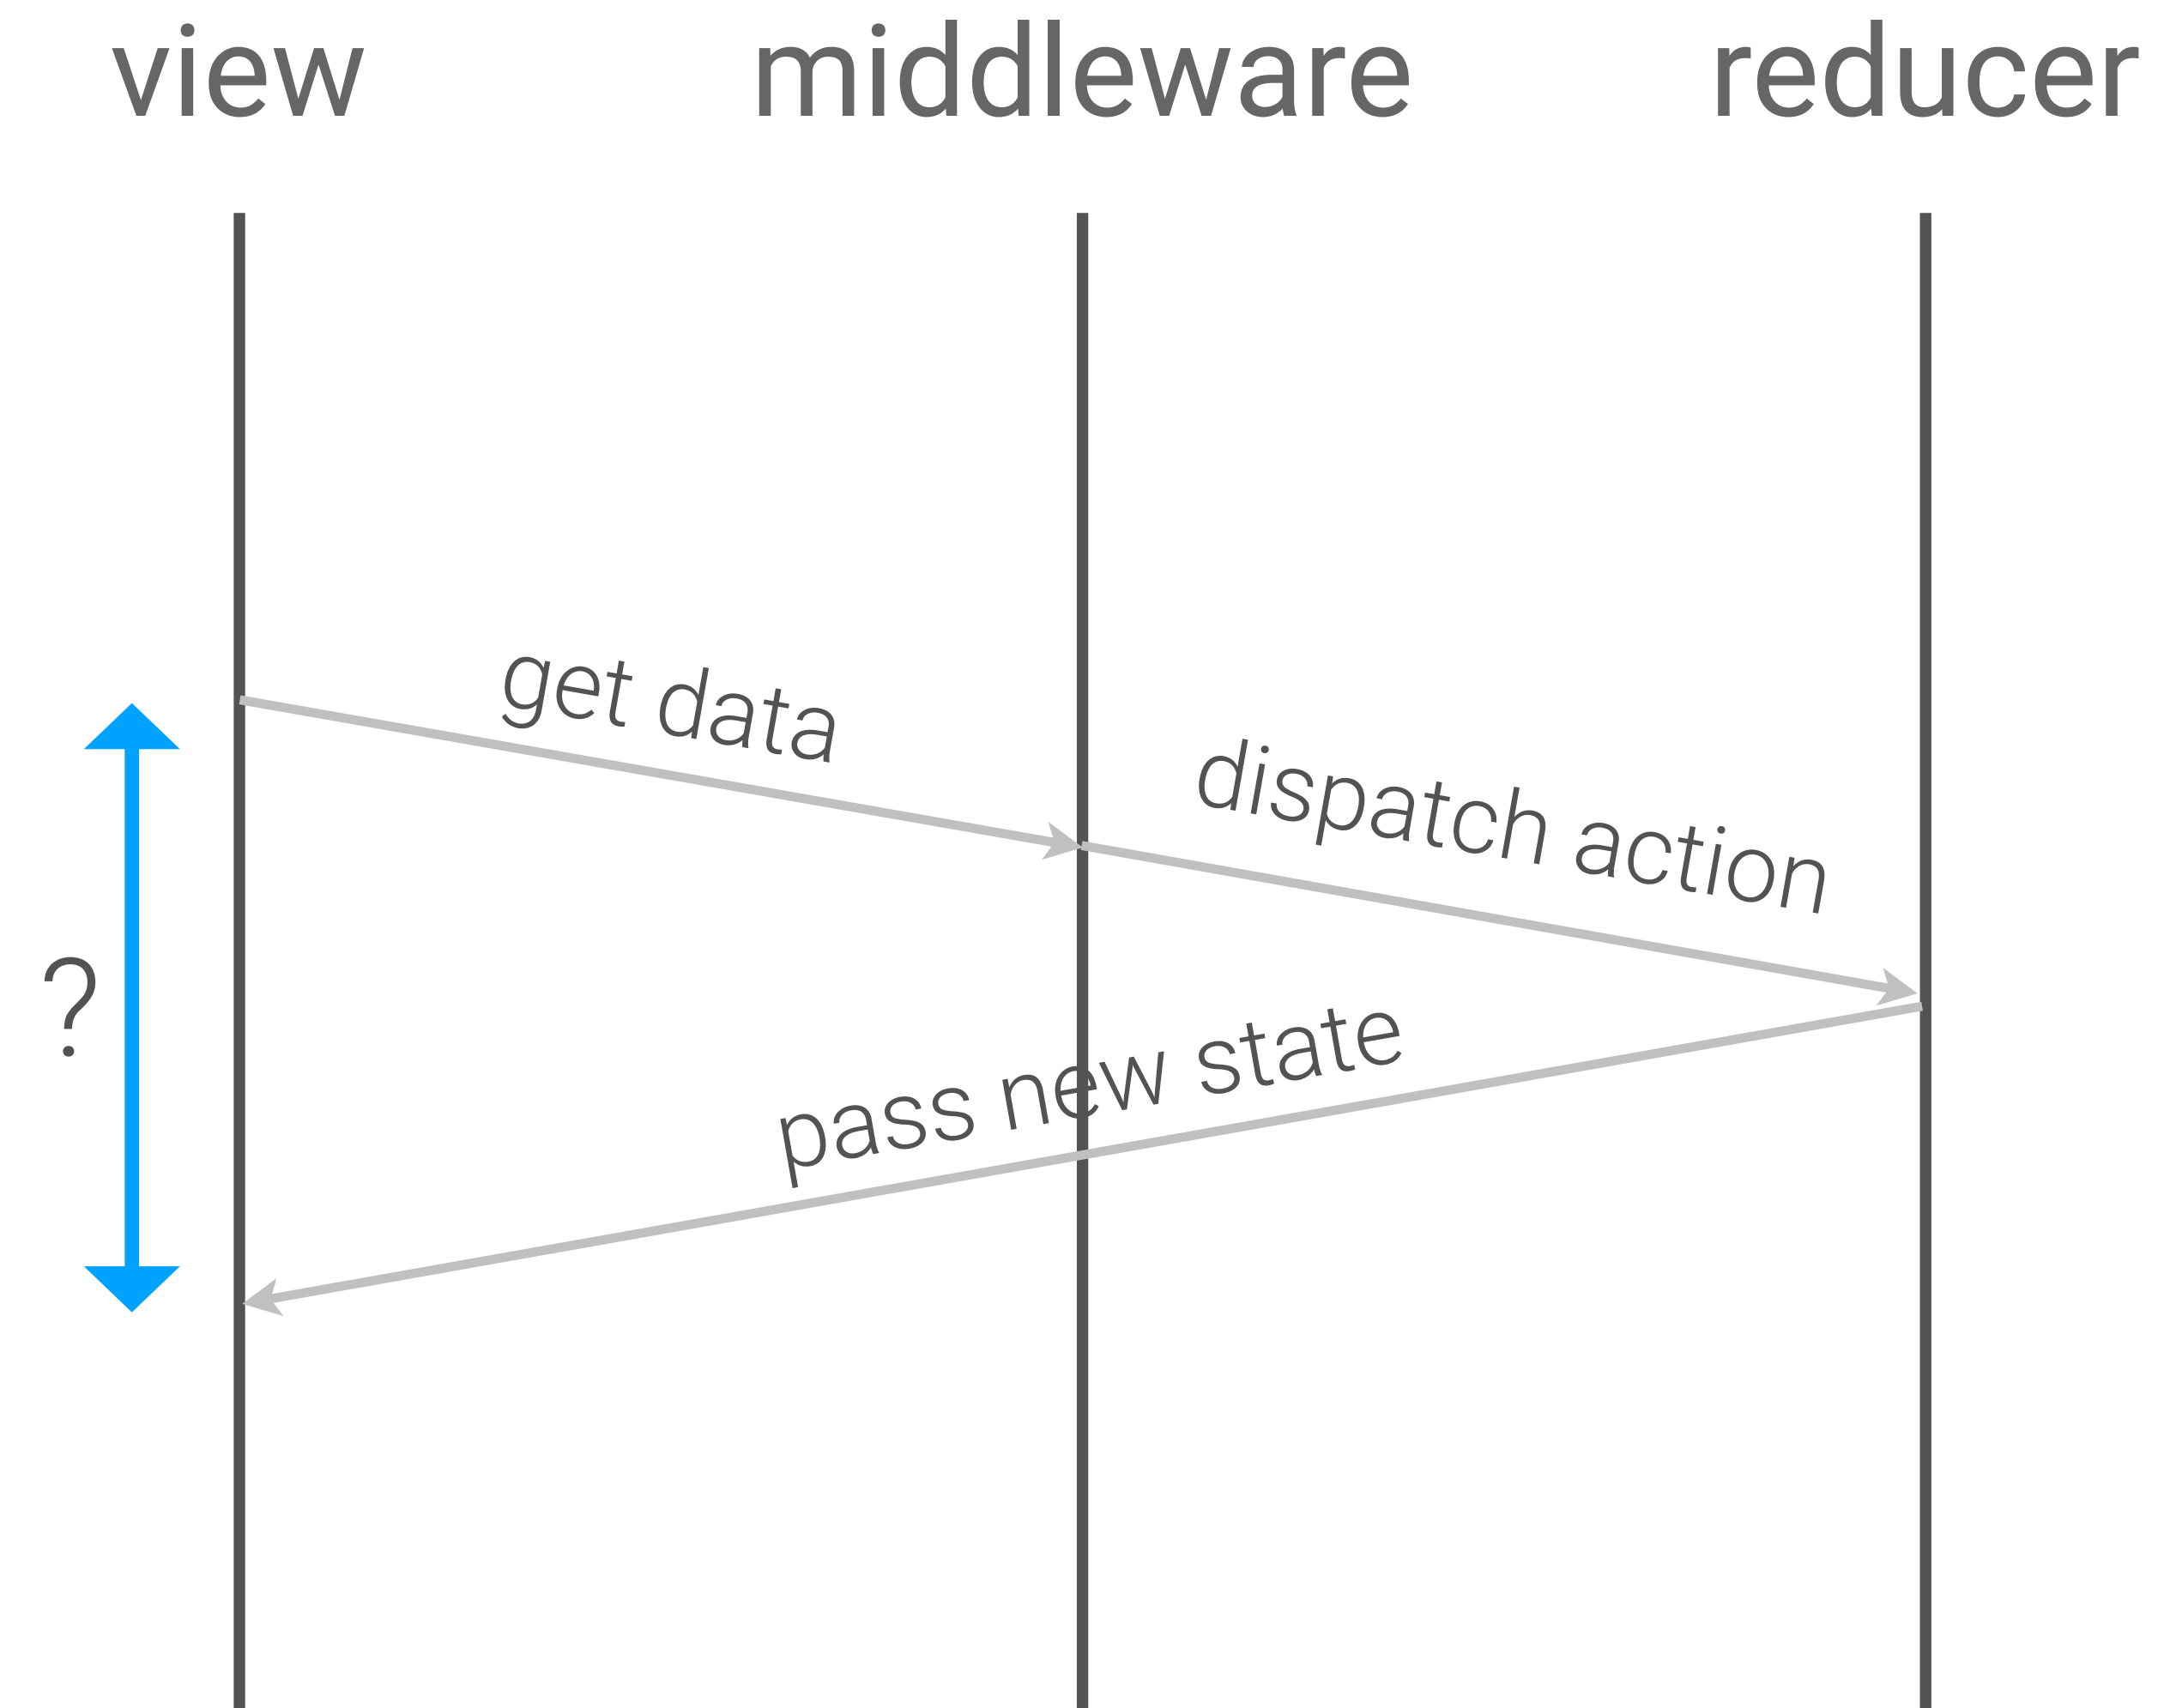 view
middleware
reducer
get data
dispatch action
?
pass new state